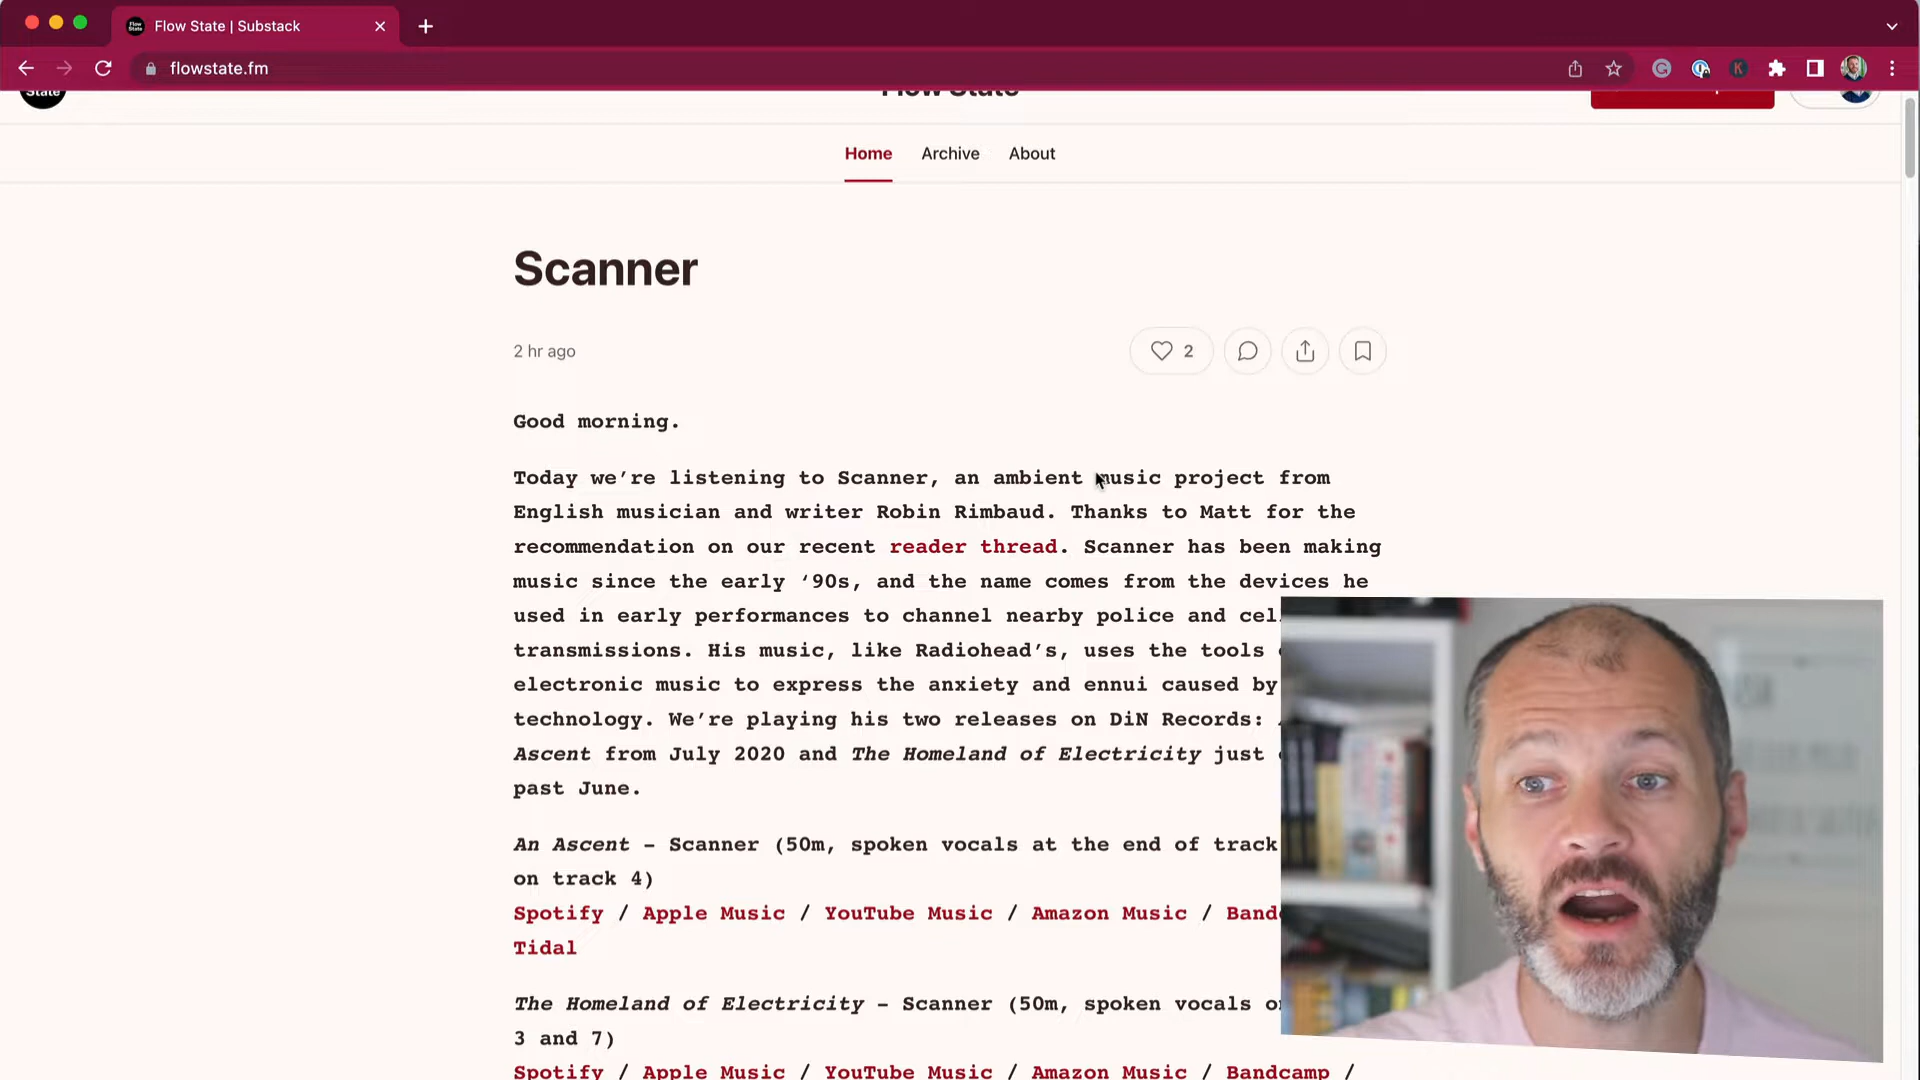 Flow State | Substack
flowstate.fm
State
Flow State
Home Archive About
Scanner
2 hr ago
2
Good morning.
Today we’re listening to Scanner, an ambient music project from
English musician and writer Robin Rimbaud. Thanks to Matt for the
recommendation on our recent reader thread. Scanner has been making
music since the early ‘90s, and the name comes from the devices he
used in early performances to channel nearby police and cel
transmissions. His music, like Radiohead’s, uses the tools
electronic music to express the anxiety and ennui caused by
technology. We’re playing his two releases on DiN Records:
Ascent from July 2020 and The Homeland of Electricity just
past June.
An Ascent – Scanner (50m, spoken vocals at the end of track
on track 4)
Spotify / Apple Music / YouTube Music / Amazon Music / Band
Tidal
The Homeland of Electricity – Scanner (50m, spoken vocals o
3 and 7)
Spotify / Apple Music / YouTube Music / Amazon Music / Bandcamp /